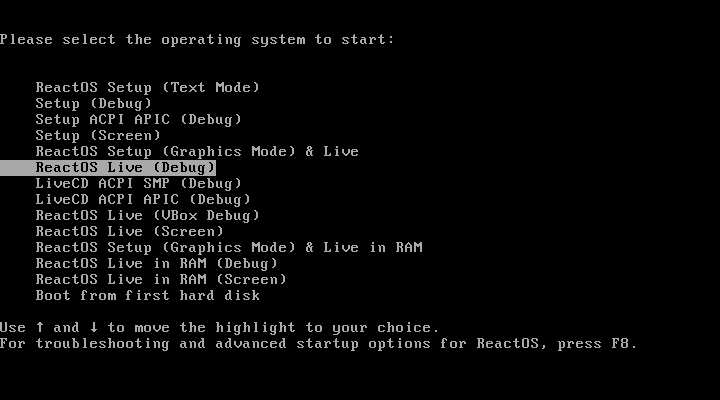 Please select the operating system to start:
ReactOS Setup (Text Mode)
Setup (Debug)
Setup ACPI APIC (Debug)
Setup (Screen)
ReactOS Setup (Graphics Mode) & Live
ReactOS Live (Debug)
LiveCD ACPI SMP (Debug)
LiveCD ACPI APIC (Debug)
ReactOS Live (VBox Debug)
ReactOS Live (Screen)
ReactOS Setup (Graphics Mode) & Live in RAM
ReactOS Live in RAM (Debug)
ReactOS Live in RAM (Screen)
Boot from first hard disk
Use ↑ and ↓ to move the highlight to your choice.
For troubleshooting and advanced startup options for ReactOS, press F8.